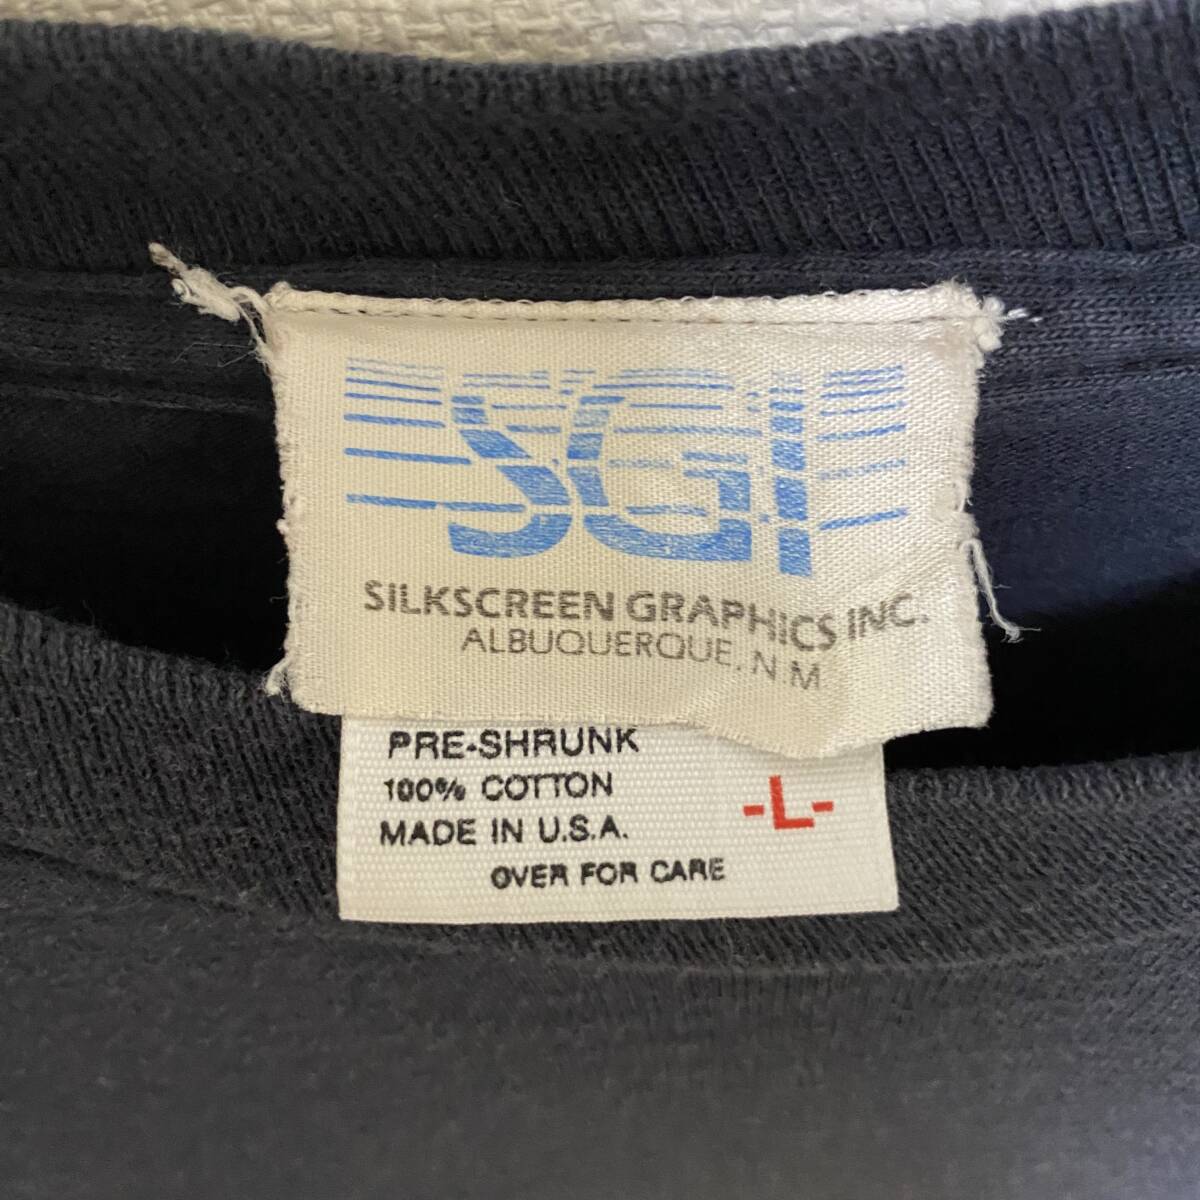 SGI
SILKSCREEN GRAPHICS INC.
ALBUQUERQUE, N.M
PRE-SHRUNK
100% COTTON
MADE IN U.S.A.
-L-
OVER FOR CARE